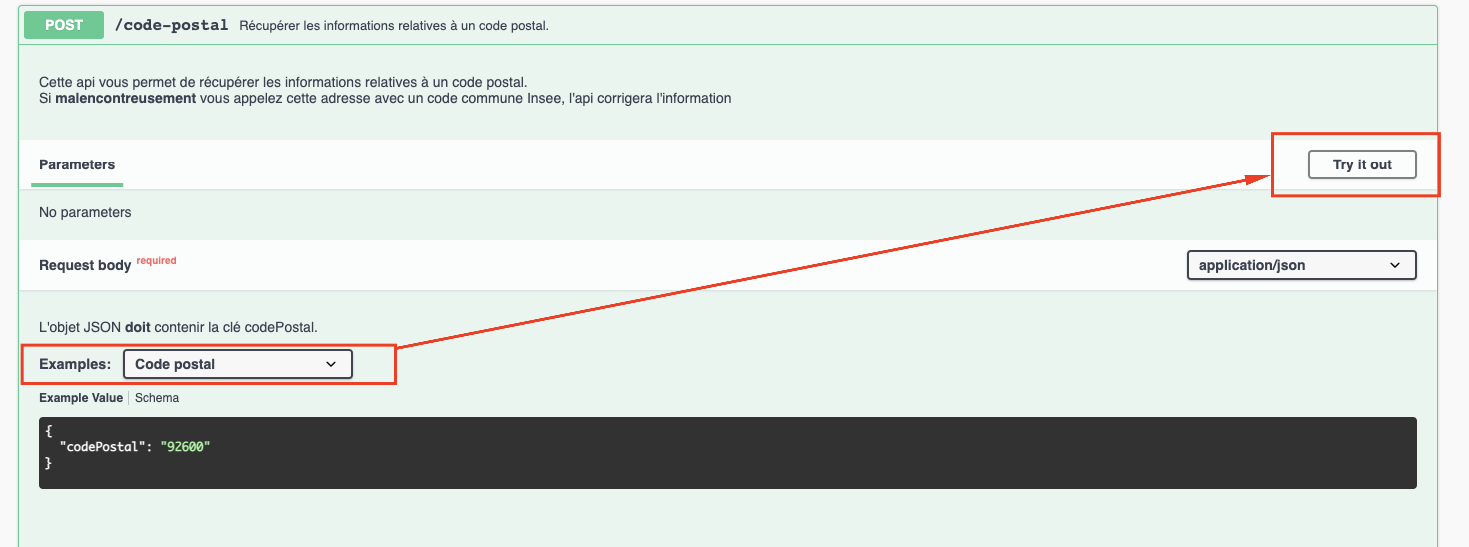 POST /code-postal Récupérer les informations relatives à un code postal.
Cette api vous permet de récupérer les informations relatives à un code postal.
Si malencontreusement vous appelez cette adresse avec un code commune Insee, l'api corrigera l'information
Parameters Try it out
No parameters
Request body required application/json
L'objet JSON doit contenir la clé codePostal.
Examples: Code postal
Example Value Schema
{
"codePostal": "92600"
}